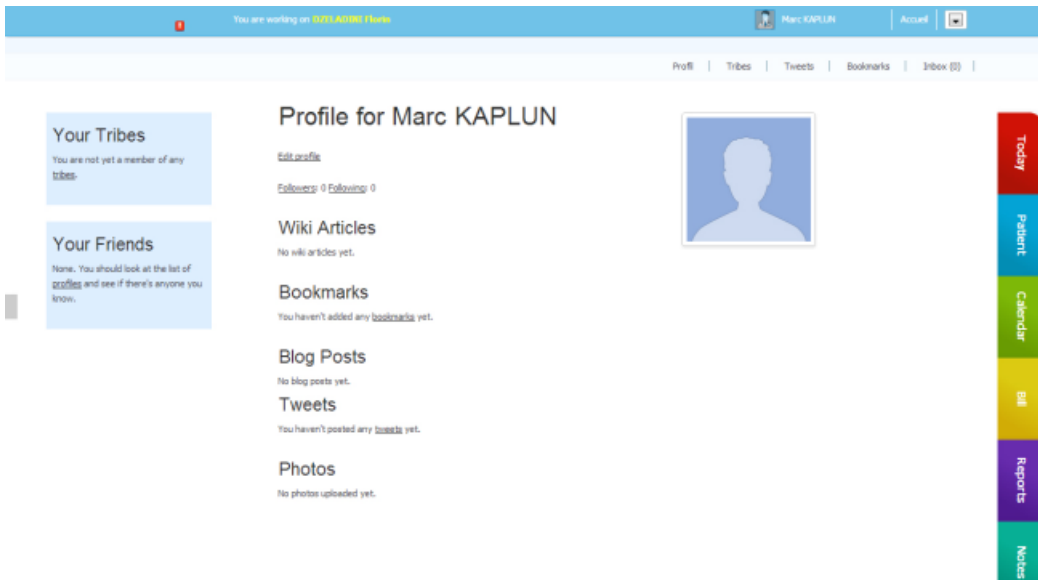 You are working on DZELADINI Florin
Marc KAPLUN
Accueil
Profil | Tribes | Tweets | Bookmarks | Inbox (0) |
Your Tribes
You are not yet a member of any
tribes.
Your Friends
None. You should look at the list of
profiles and see if there's anyone you
know.
Profile for Marc KAPLUN
Edit profile
Followers: 0 Following: 0
Wiki Articles
No wiki articles yet.
Bookmarks
You haven't added any bookmarks yet.
Blog Posts
No blog posts yet.
Tweets
You haven't posted any tweets yet.
Photos
No photos uploaded yet.
Today
Patient
Calendar
Bill
Reports
Notes